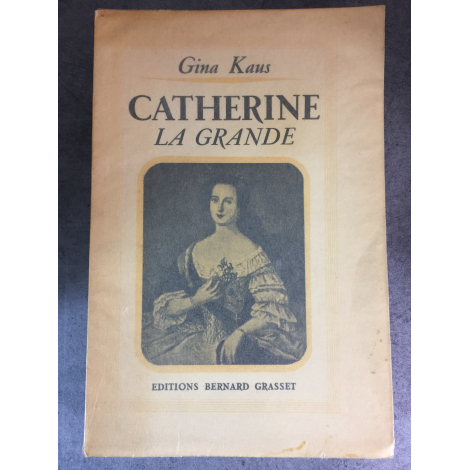 Gina Kaus
CATHERINE
LA GRANDE
EDITIONS BERNARD GRASSET